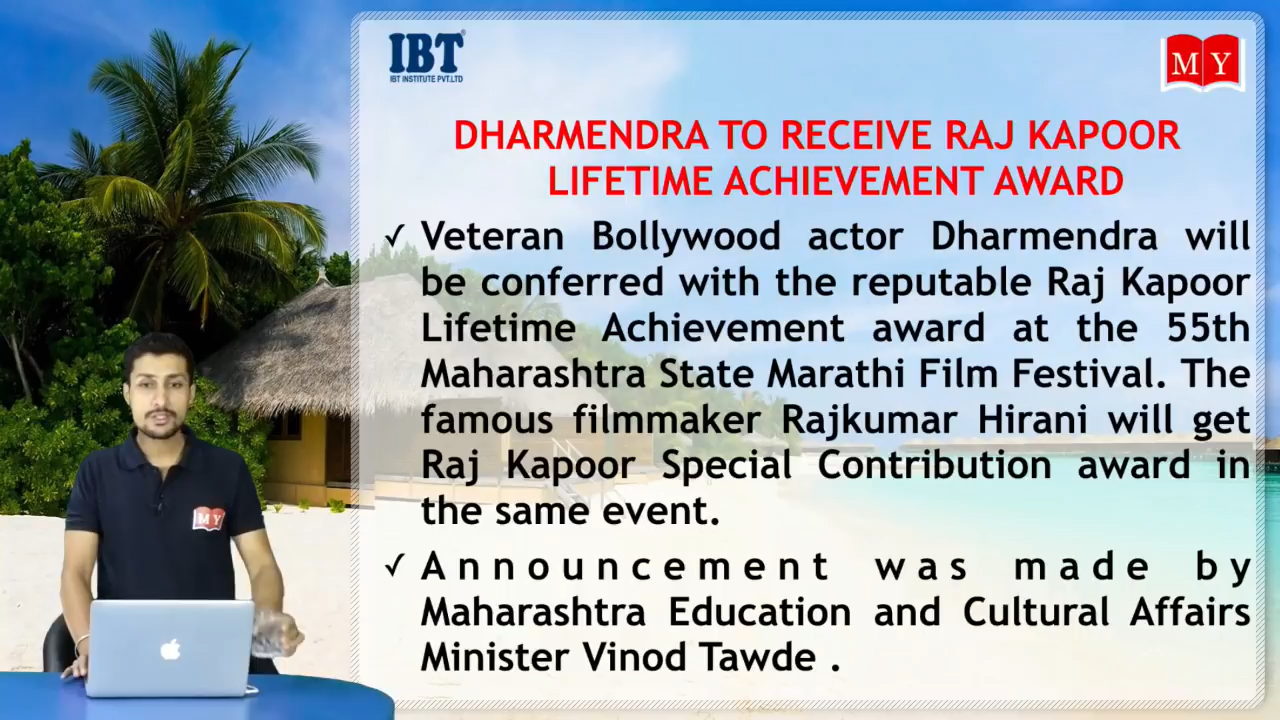 IBT
IBT INSTITUTE PVT.LTD
M Y
DHARMENDRA TO RECEIVE RAJ KAPOOR
LIFETIME ACHIEVEMENT AWARD
✓ Veteran Bollywood actor Dharmendra will
be conferred with the reputable Raj Kapoor
Lifetime Achievement award at the 55th
Maharashtra State Marathi Film Festival. The
famous filmmaker Rajkumar Hirani will get
Raj Kapoor Special Contribution award in
the same event.
✓ Announcement was made by
Maharashtra Education and Cultural Affairs
Minister Vinod Tawde .
M Y